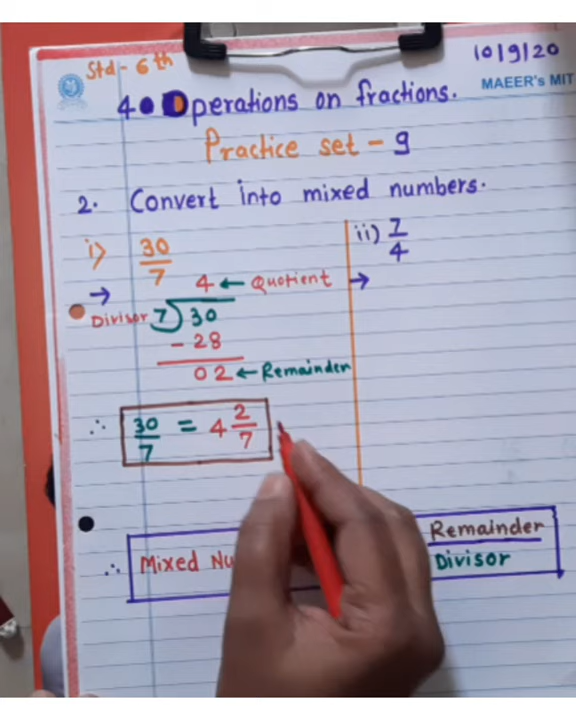 Std - 6th
10/9/20
MAEER's MIT
4. Operations on fractions.
Practice set - 9
2. Convert into mixed numbers.
i) 30/7
→
4 ← Quotient
Divisor 7)30
- 28
02 ← Remainder
∴ 30/7 = 4 2/7
ii) 7/4
→
∴ Mixed
Remainder
Divisor